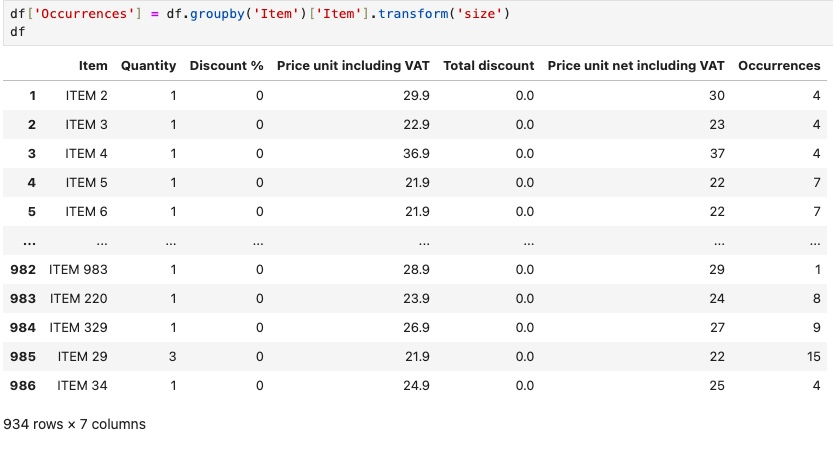 df['Occurrences'] = df.groupby('Item')['Item'].transform('size')
df
Item Quantity Discount % Price unit including VAT Total discount Price unit net including VAT Occurrences
1 ITEM 2 1 0 29.9 0.0 30 4
2 ITEM 3 1 0 22.9 0.0 23 4
3 ITEM 4 1 0 36.9 0.0 37 4
4 ITEM 5 1 0 21.9 0.0 22 7
5 ITEM 6 1 0 21.9 0.0 22 7
... ... ... ... ... ... ... ...
982 ITEM 983 1 0 28.9 0.0 29 1
983 ITEM 220 1 0 23.9 0.0 24 8
984 ITEM 329 1 0 26.9 0.0 27 9
985 ITEM 29 3 0 21.9 0.0 22 15
986 ITEM 34 1 0 24.9 0.0 25 4
934 rows × 7 columns